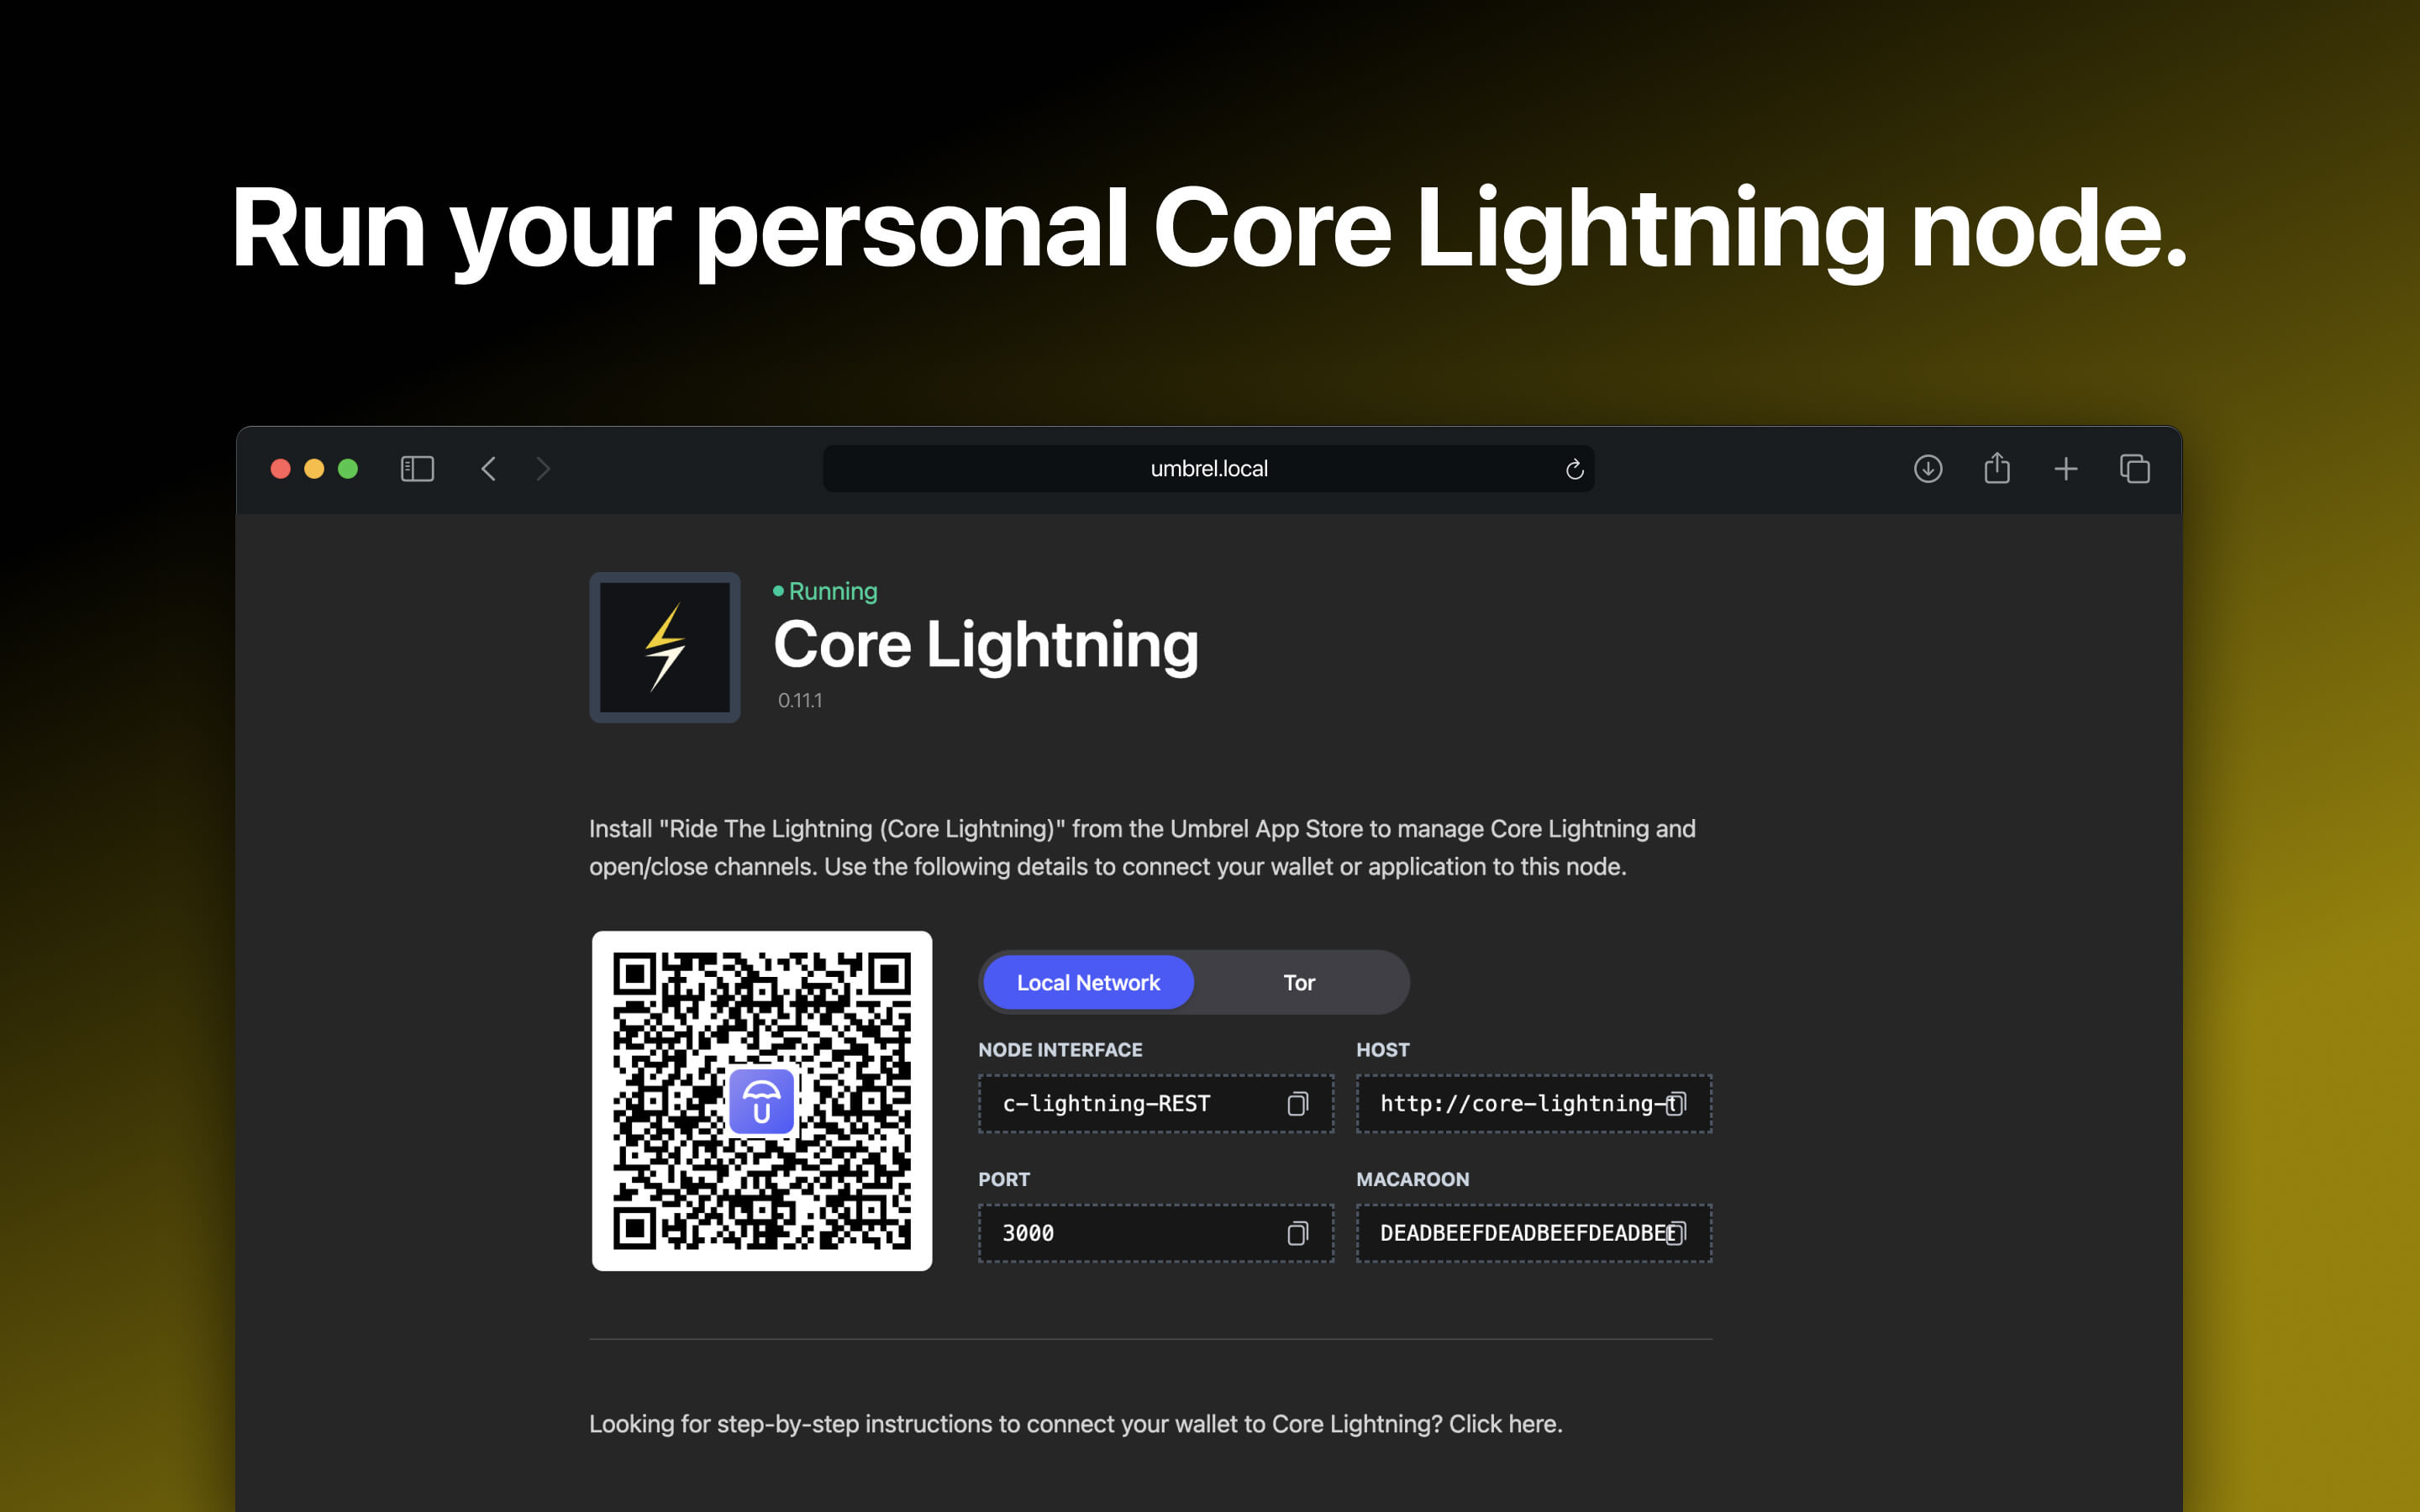 Run your personal Core Lightning node.
umbrel.local
Running
Core Lightning
0.11.1
Install "Ride The Lightning (Core Lightning)" from the Umbrel App Store to manage Core Lightning and
open/close channels. Use the following details to connect your wallet or application to this node.
Local Network Tor
NODE INTERFACE HOST
c-lightning-REST http://core-lightning-t
PORT MACAROON
3000 DEADBEEFDEADBEEFDEADBEE
Looking for step-by-step instructions to connect your wallet to Core Lightning? Click here.